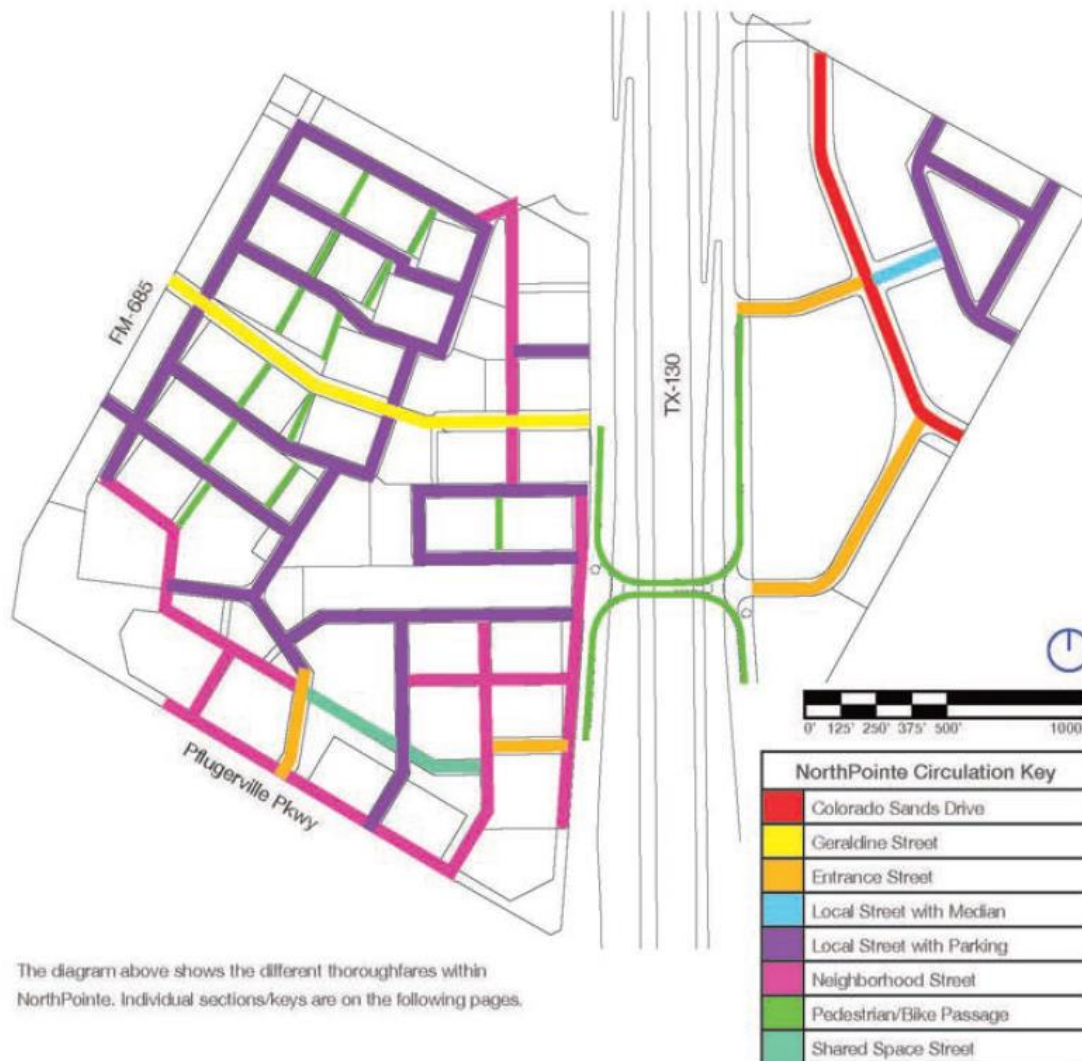 FM-685
TX-130
Pflugerville Pkwy
0' 125' 250' 375' 500' 1000
NorthPointe Circulation Key
Colorado Sands Drive
Geraldine Street
Entrance Street
Local Street with Median
Local Street with Parking
Neighborhood Street
Pedestrian/Bike Passage
Shared Space Street
The diagram above shows the different thoroughfares within
NorthPointe. Individual sections/keys are on the following pages.